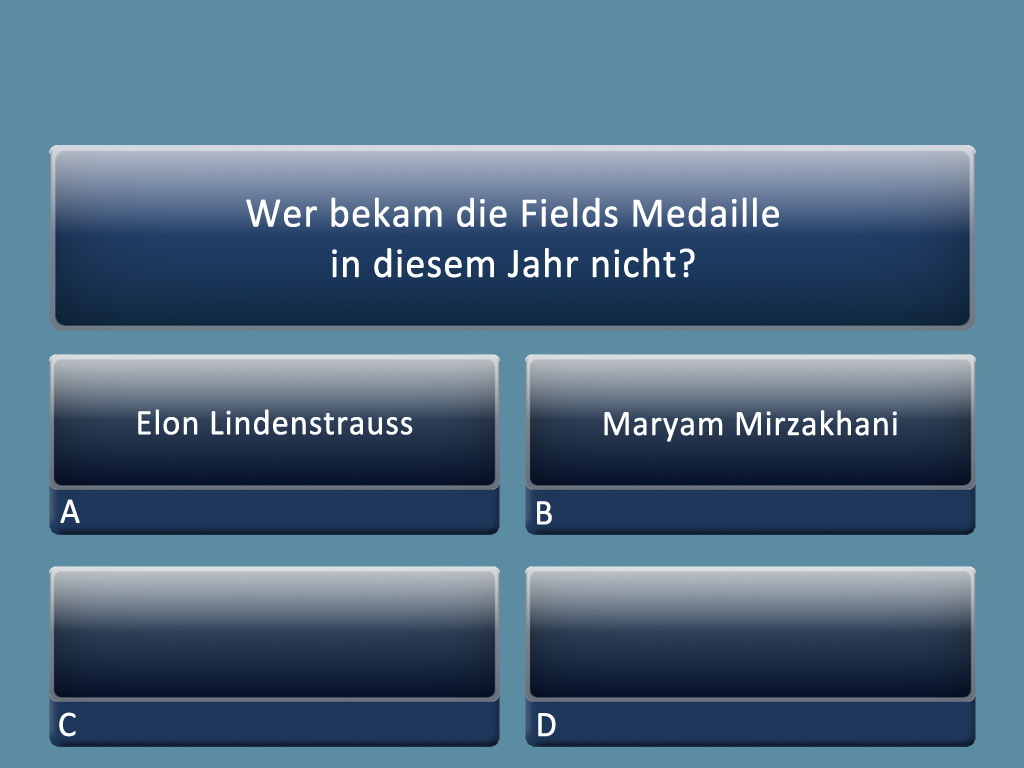 Wer bekam die Fields Medaille
in diesem Jahr nicht?
Elon Lindenstrauss
Maryam Mirzakhani
A
B
C
D